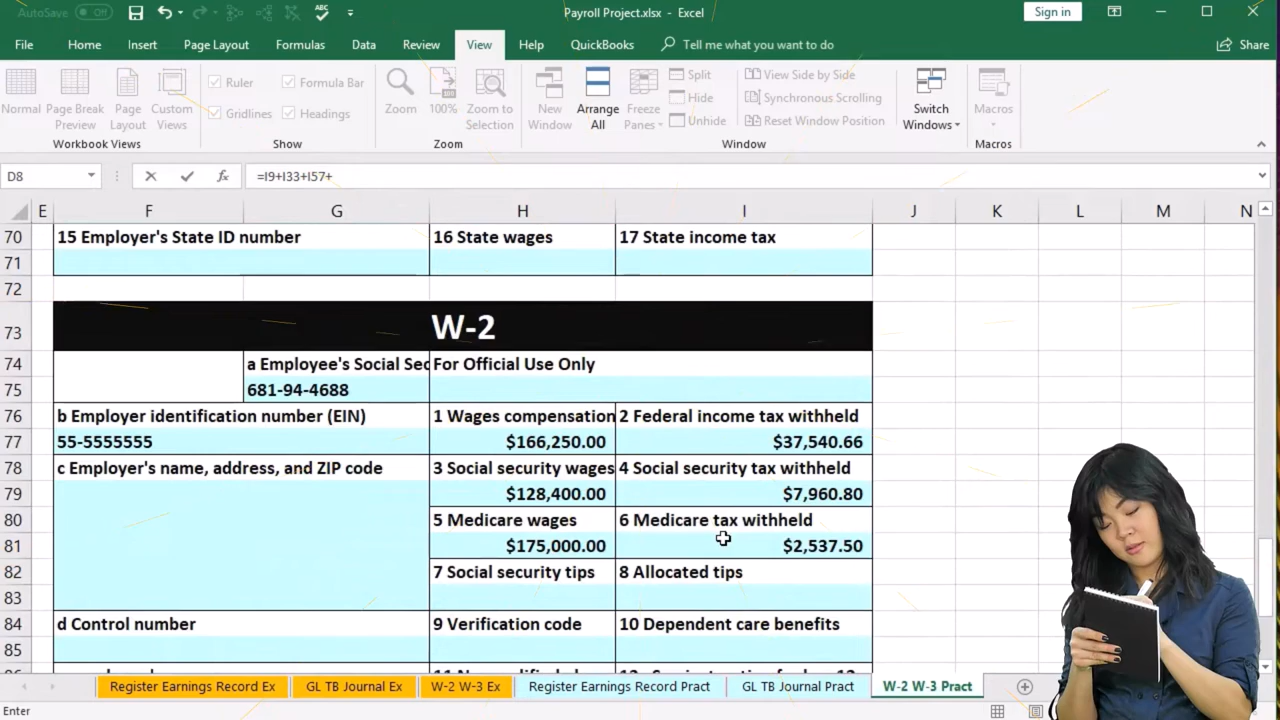 AutoSave Off
Payroll Project.xlsx - Excel
Sign in
File Home Insert Page Layout Formulas Data Review View Help QuickBooks Tell me what you want to do Share
Normal Page Break Preview Page Layout Custom Views
Ruler Formula Bar
Gridlines Headings
Zoom 100% Zoom to Selection
New Window Arrange All Freeze Panes
Split
Hide
Unhide
View Side by Side
Synchronous Scrolling
Reset Window Position
Switch Windows Macros
Workbook Views Show Zoom Window Macros
D8 fx =I9+I33+I57+
E F G H I J K L M N
70 15 Employer's State ID number 16 State wages 17 State income tax
71
72
73 W-2
74 a Employee's Social Sec For Official Use Only
75 681-94-4688
76 b Employer identification number (EIN) 1 Wages compensation 2 Federal income tax withheld
77 55-5555555 $166,250.00 $37,540.66
78 c Employer's name, address, and ZIP code 3 Social security wages 4 Social security tax withheld
79 $128,400.00 $7,960.80
80 5 Medicare wages 6 Medicare tax withheld
81 $175,000.00 $2,537.50
82 7 Social security tips 8 Allocated tips
83
84 d Control number 9 Verification code 10 Dependent care benefits
85
Register Earnings Record Ex GL TB Journal Ex W-2 W-3 Ex Register Earnings Record Pract GL TB Journal Pract W-2 W-3 Pract
Enter